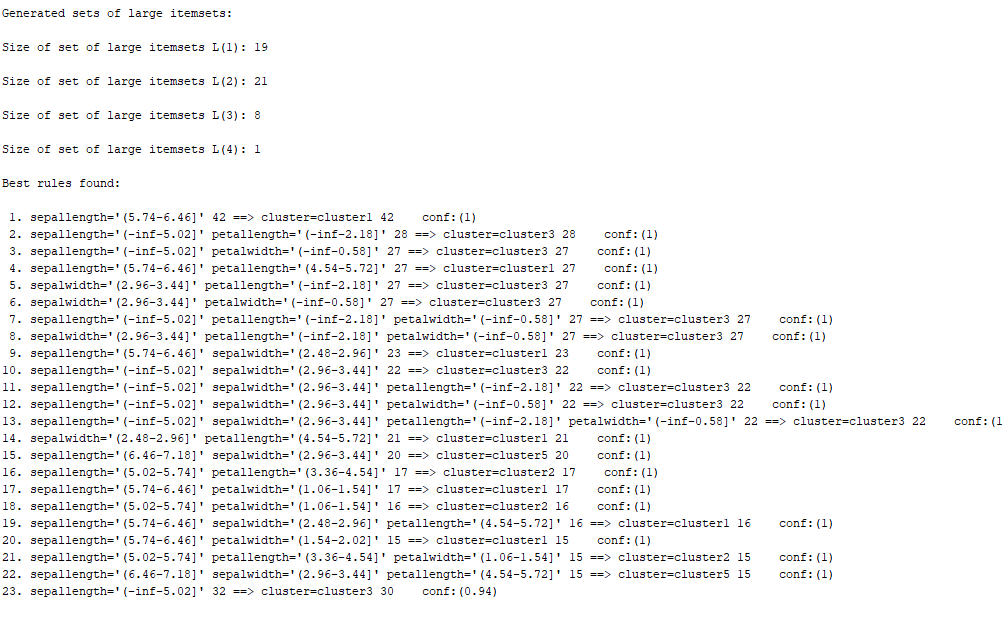 Generated sets of large itemsets:
Size of set of large itemsets L(1): 19
Size of set of large itemsets L(2): 21
Size of set of large itemsets L(3): 8
Size of set of large itemsets L(4): 1
Best rules found:
1. sepallength='(5.74-6.46]' 42 ==> cluster=cluster1 42 conf:(1)
2. sepallength='(-inf-5.02]' petallength='(-inf-2.18]' 28 ==> cluster=cluster3 28 conf:(1)
3. sepallength='(-inf-5.02]' petalwidth='(-inf-0.58]' 27 ==> cluster=cluster3 27 conf:(1)
4. sepallength='(5.74-6.46]' petallength='(4.54-5.72]' 27 ==> cluster=cluster1 27 conf:(1)
5. sepalwidth='(2.96-3.44]' petallength='(-inf-2.18]' 27 ==> cluster=cluster3 27 conf:(1)
6. sepalwidth='(2.96-3.44]' petalwidth='(-inf-0.58]' 27 ==> cluster=cluster3 27 conf:(1)
7. sepallength='(-inf-5.02]' petallength='(-inf-2.18]' petalwidth='(-inf-0.58]' 27 ==> cluster=cluster3 27 conf:(1)
8. sepalwidth='(2.96-3.44]' petallength='(-inf-2.18]' petalwidth='(-inf-0.58]' 27 ==> cluster=cluster3 27 conf:(1)
9. sepallength='(5.74-6.46]' sepalwidth='(2.48-2.96]' 23 ==> cluster=cluster1 23 conf:(1)
10. sepallength='(-inf-5.02]' sepalwidth='(2.96-3.44]' 22 ==> cluster=cluster3 22 conf:(1)
11. sepallength='(-inf-5.02]' sepalwidth='(2.96-3.44]' petallength='(-inf-2.18]' 22 ==> cluster=cluster3 22 conf:(1)
12. sepallength='(-inf-5.02]' sepalwidth='(2.96-3.44]' petalwidth='(-inf-0.58]' 22 ==> cluster=cluster3 22 conf:(1)
13. sepallength='(-inf-5.02]' sepalwidth='(2.96-3.44]' petallength='(-inf-2.18]' petalwidth='(-inf-0.58]' 22 ==> cluster=cluster3 22 conf:(1
14. sepalwidth='(2.48-2.96]' petallength='(4.54-5.72]' 21 ==> cluster=cluster1 21 conf:(1)
15. sepallength='(6.46-7.18]' sepalwidth='(2.96-3.44]' 20 ==> cluster=cluster5 20 conf:(1)
16. sepallength='(5.02-5.74]' petallength='(3.36-4.54]' 17 ==> cluster=cluster2 17 conf:(1)
17. sepallength='(5.74-6.46]' petalwidth='(1.06-1.54]' 17 ==> cluster=cluster1 17 conf:(1)
18. sepallength='(5.02-5.74]' petalwidth='(1.06-1.54]' 16 ==> cluster=cluster2 16 conf:(1)
19. sepallength='(5.74-6.46]' sepalwidth='(2.48-2.96]' petallength='(4.54-5.72]' 16 ==> cluster=cluster1 16 conf:(1)
20. sepallength='(5.74-6.46]' petalwidth='(1.54-2.02]' 15 ==> cluster=cluster1 15 conf:(1)
21. sepallength='(5.02-5.74]' petallength='(3.36-4.54]' petalwidth='(1.06-1.54]' 15 ==> cluster=cluster2 15 conf:(1)
22. sepallength='(6.46-7.18]' sepalwidth='(2.96-3.44]' petallength='(4.54-5.72]' 15 ==> cluster=cluster5 15 conf:(1)
23. sepallength='(-inf-5.02]' 32 ==> cluster=cluster3 30 conf:(0.94)